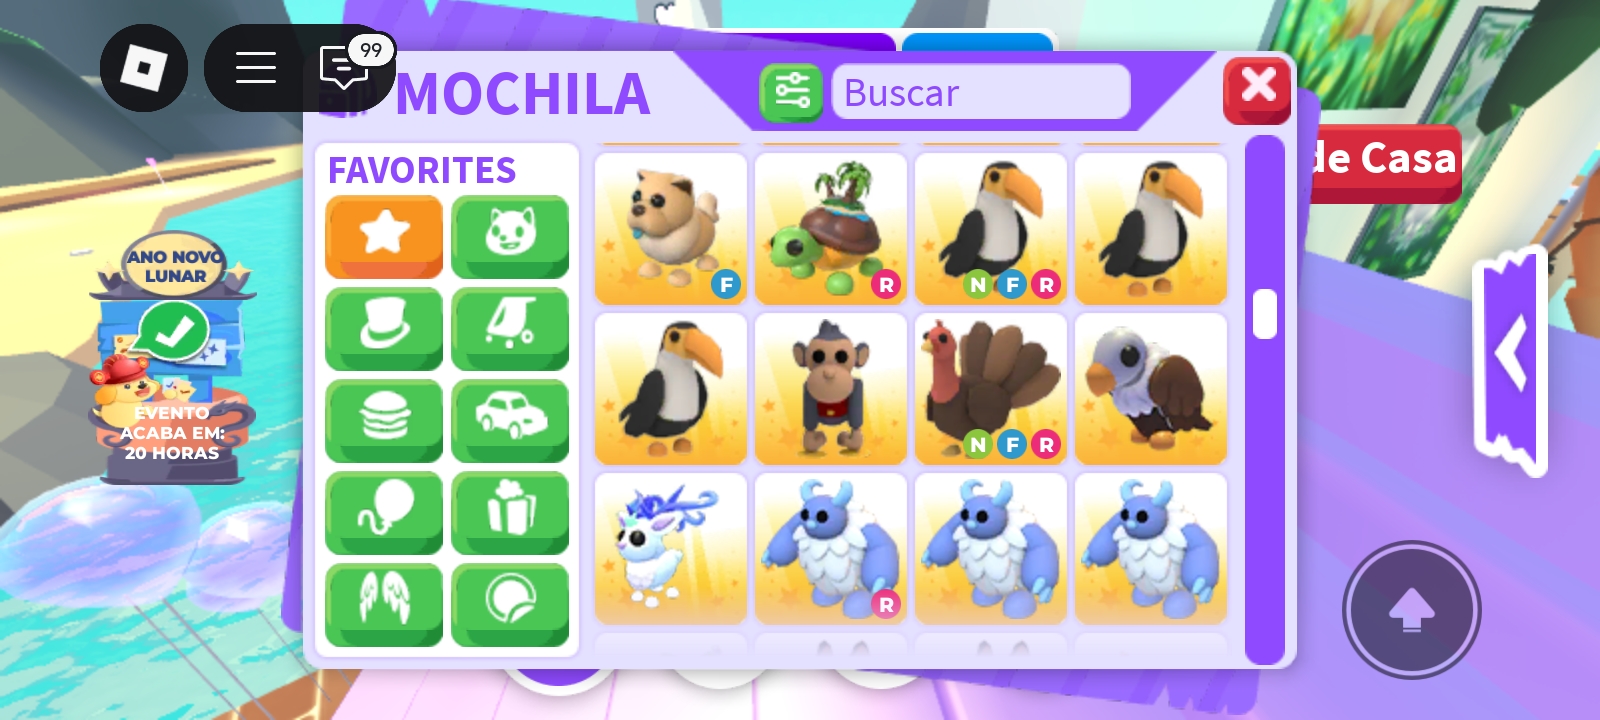 99
MOCHILA
Buscar
de Casa
FAVORITES
ANO NOVO
LUNAR
EVENTO
ACABA EM:
20 HORAS
F
R
N F R
N F R
R